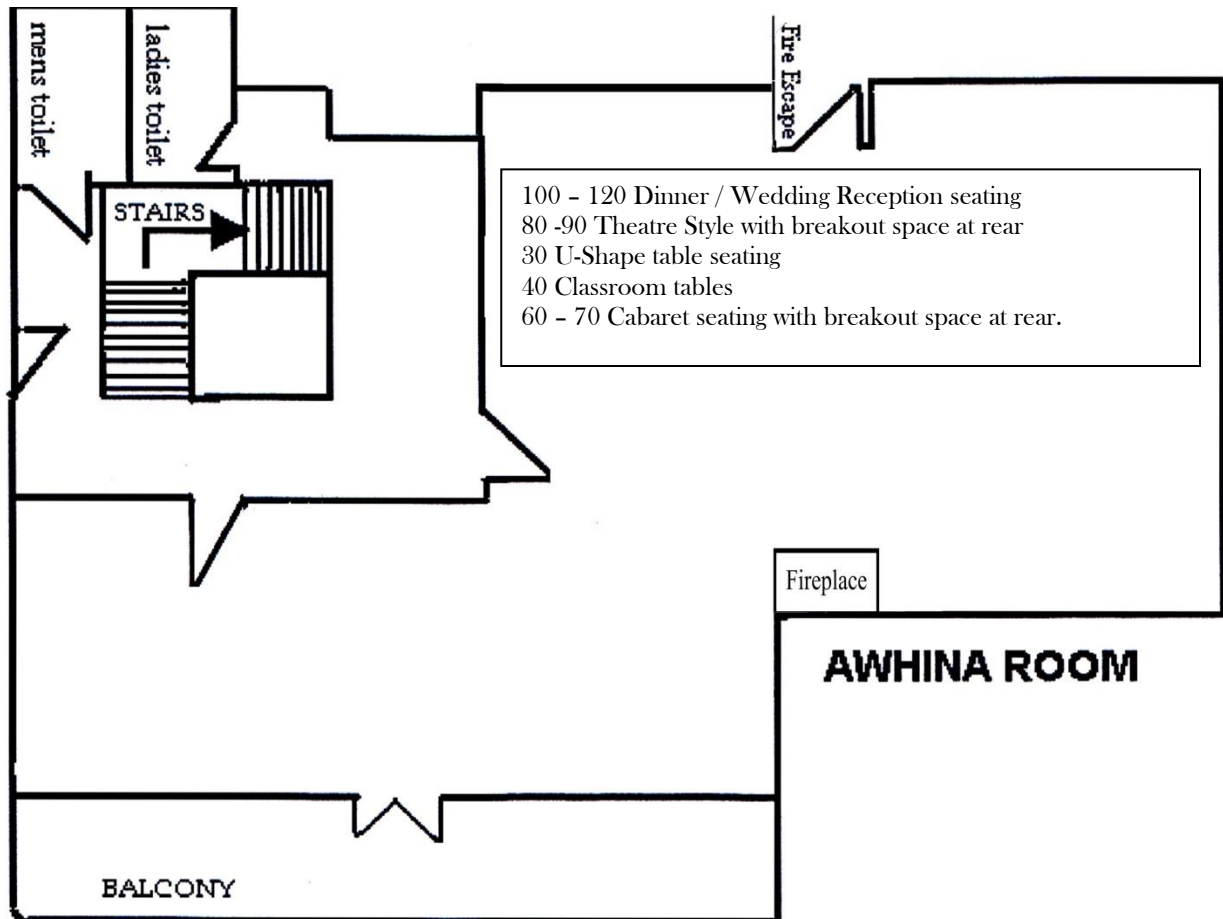 mens toilet
ladies toilet
Fire Escape
STAIRS
100 – 120 Dinner / Wedding Reception seating
80 -90 Theatre Style with breakout space at rear
30 U-Shape table seating
40 Classroom tables
60 – 70 Cabaret seating with breakout space at rear.
Fireplace
AWHINA ROOM
BALCONY